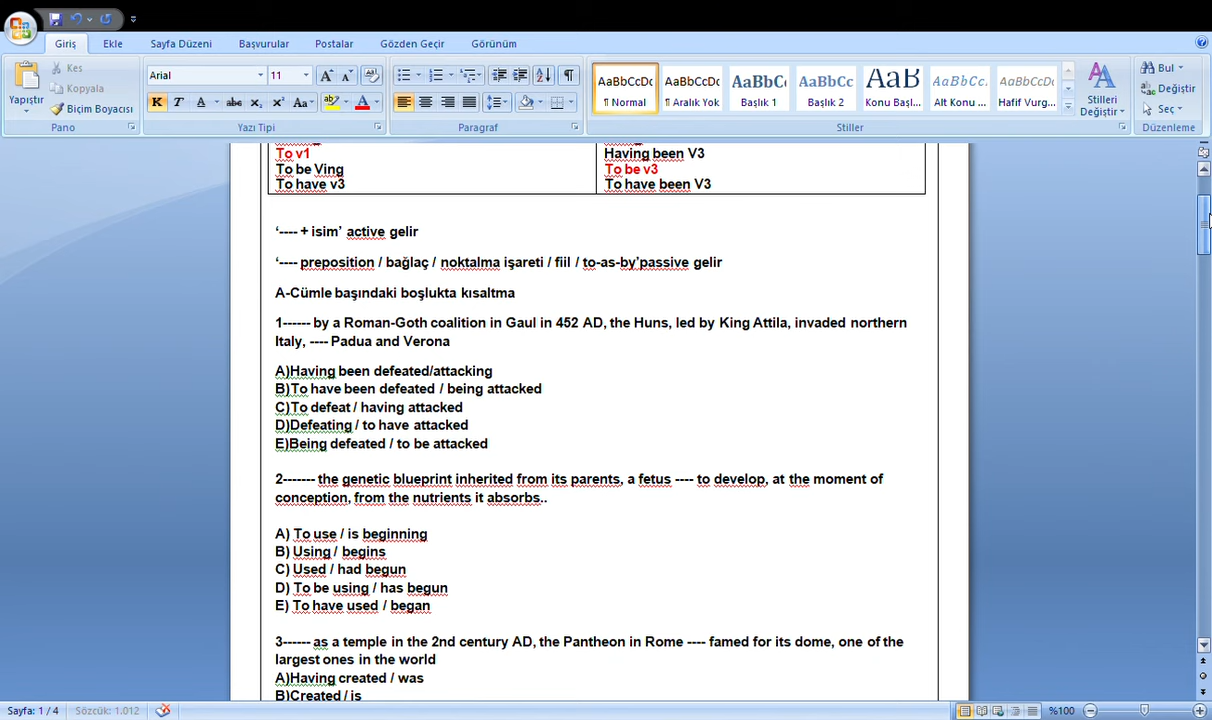 Giriş Ekle Sayfa Düzeni Başvurular Postalar Gözden Geçir Görünüm
Yapıştır
Kes
Kopyala
Biçim Boyacısı
Pano
Arial 11
K T A abc x₂ x² Aa
Yazı Tipi
Paragraf
AaBbCcDc AaBbCcDc AaBbC AaBbCc AaB AaBbCc. AaBbCcDc
¶ Normal ¶ Aralık Yok Başlık 1 Başlık 2 Konu Başl... Alt Konu ... Hafif Vurg...
Stilleri Değiştir
Stiller
Bul
Değiştir
Seç
Düzenleme
To v1
To be Ving
To have v3
Having been V3
To be v3
To have been V3
‘---- + isim’ active gelir
‘---- preposition / bağlaç / noktalma işareti / fiil / to-as-by’passive gelir
A-Cümle başındaki boşlukta kısaltma
1------ by a Roman-Goth coalition in Gaul in 452 AD, the Huns, led by King Attila, invaded northern
Italy, ---- Padua and Verona
A)Having been defeated/attacking
B)To have been defeated / being attacked
C)To defeat / having attacked
D)Defeating / to have attacked
E)Being defeated / to be attacked
2------- the genetic blueprint inherited from its parents, a fetus ---- to develop, at the moment of
conception, from the nutrients it absorbs..
A) To use / is beginning
B) Using / begins
C) Used / had begun
D) To be using / has begun
E) To have used / began
3------ as a temple in the 2nd century AD, the Pantheon in Rome ---- famed for its dome, one of the
largest ones in the world
A)Having created / was
B)Created / is
Sayfa: 1 / 4 Sözcük: 1.012 %100